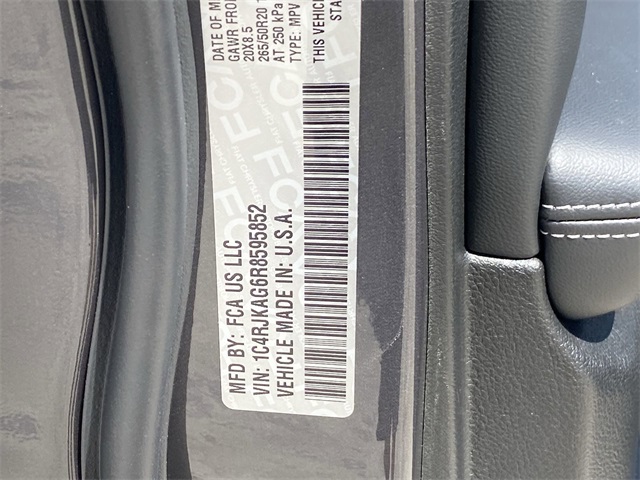 MFD BY: FCA US LLC
DATE OF M
GAWR FRO
20X8.5
265/50R20 1
AT 250 kPa
VIN: 1C4RJKAG6R8595852
TYPE: MPV
VEHICLE MADE IN: U.S.A.
THIS VEHIC
STA